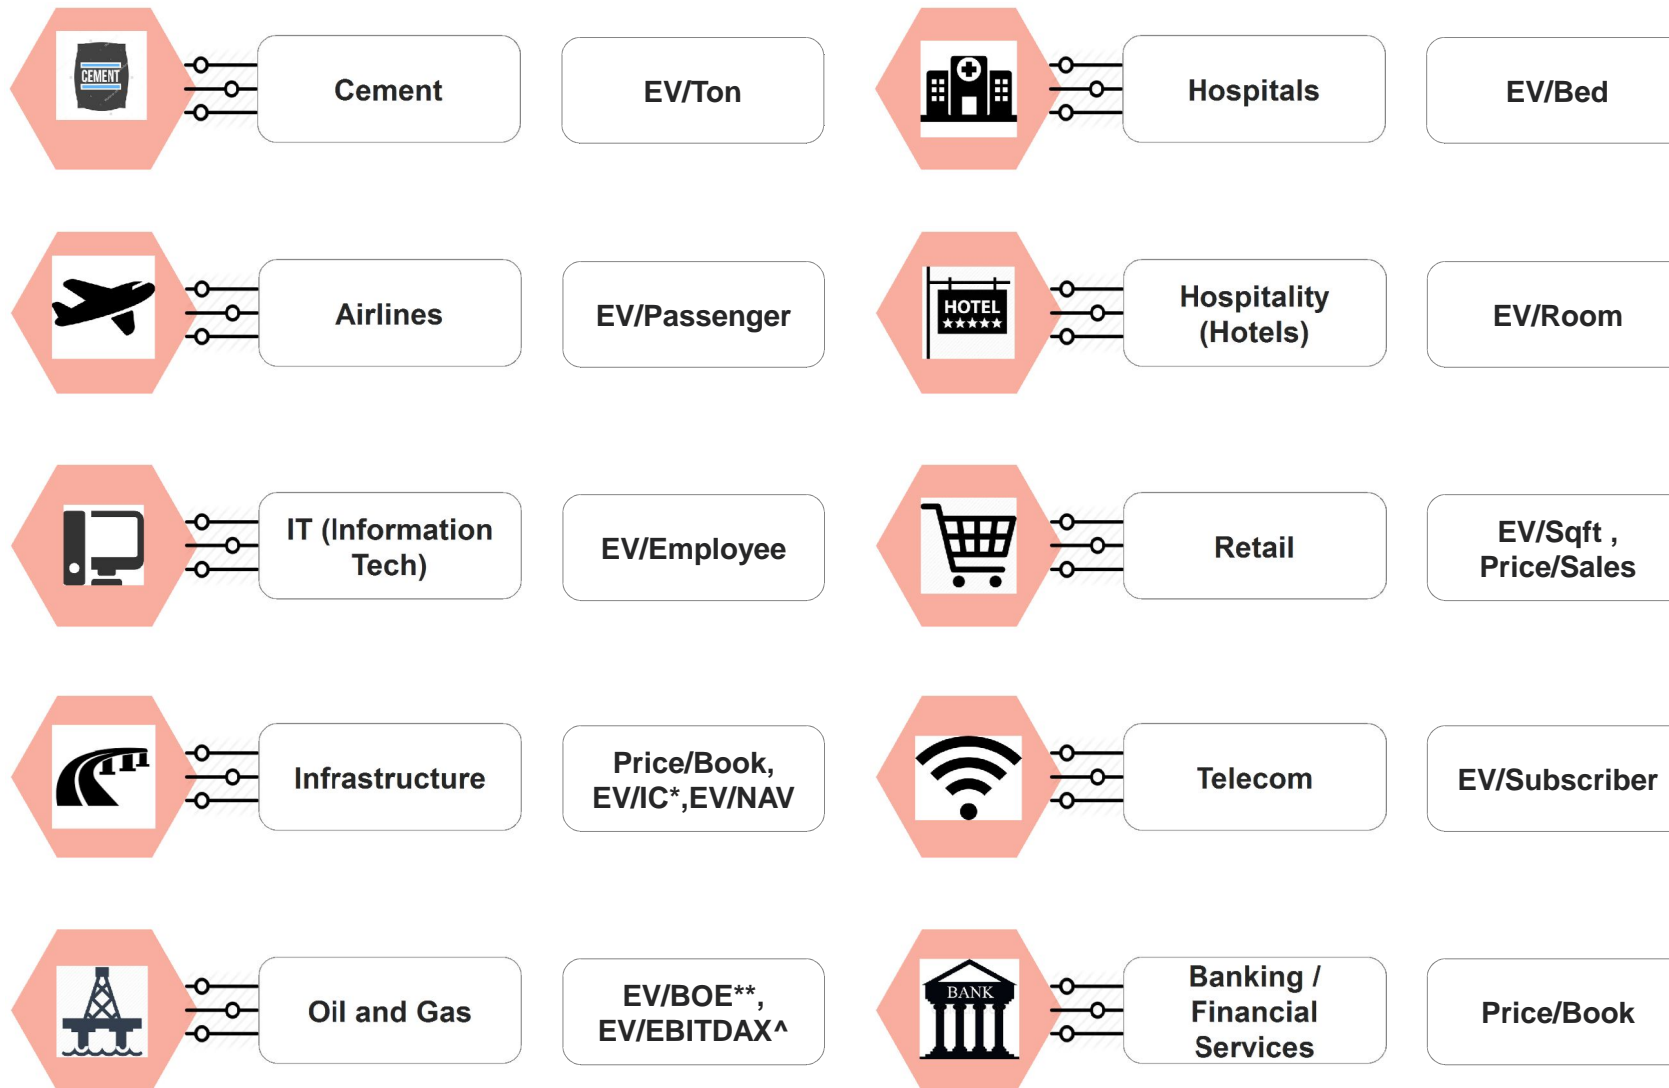 CEMENT
Cement
EV/Ton
Hospitals
EV/Bed
Airlines
EV/Passenger
HOTEL
Hospitality
(Hotels)
EV/Room
IT (Information
Tech)
EV/Employee
Retail
EV/Sqft ,
Price/Sales
Infrastructure
Price/Book,
EV/IC*,EV/NAV
Telecom
EV/Subscriber
Oil and Gas
EV/BOE**,
EV/EBITDAX^
BANK
Banking /
Financial
Services
Price/Book